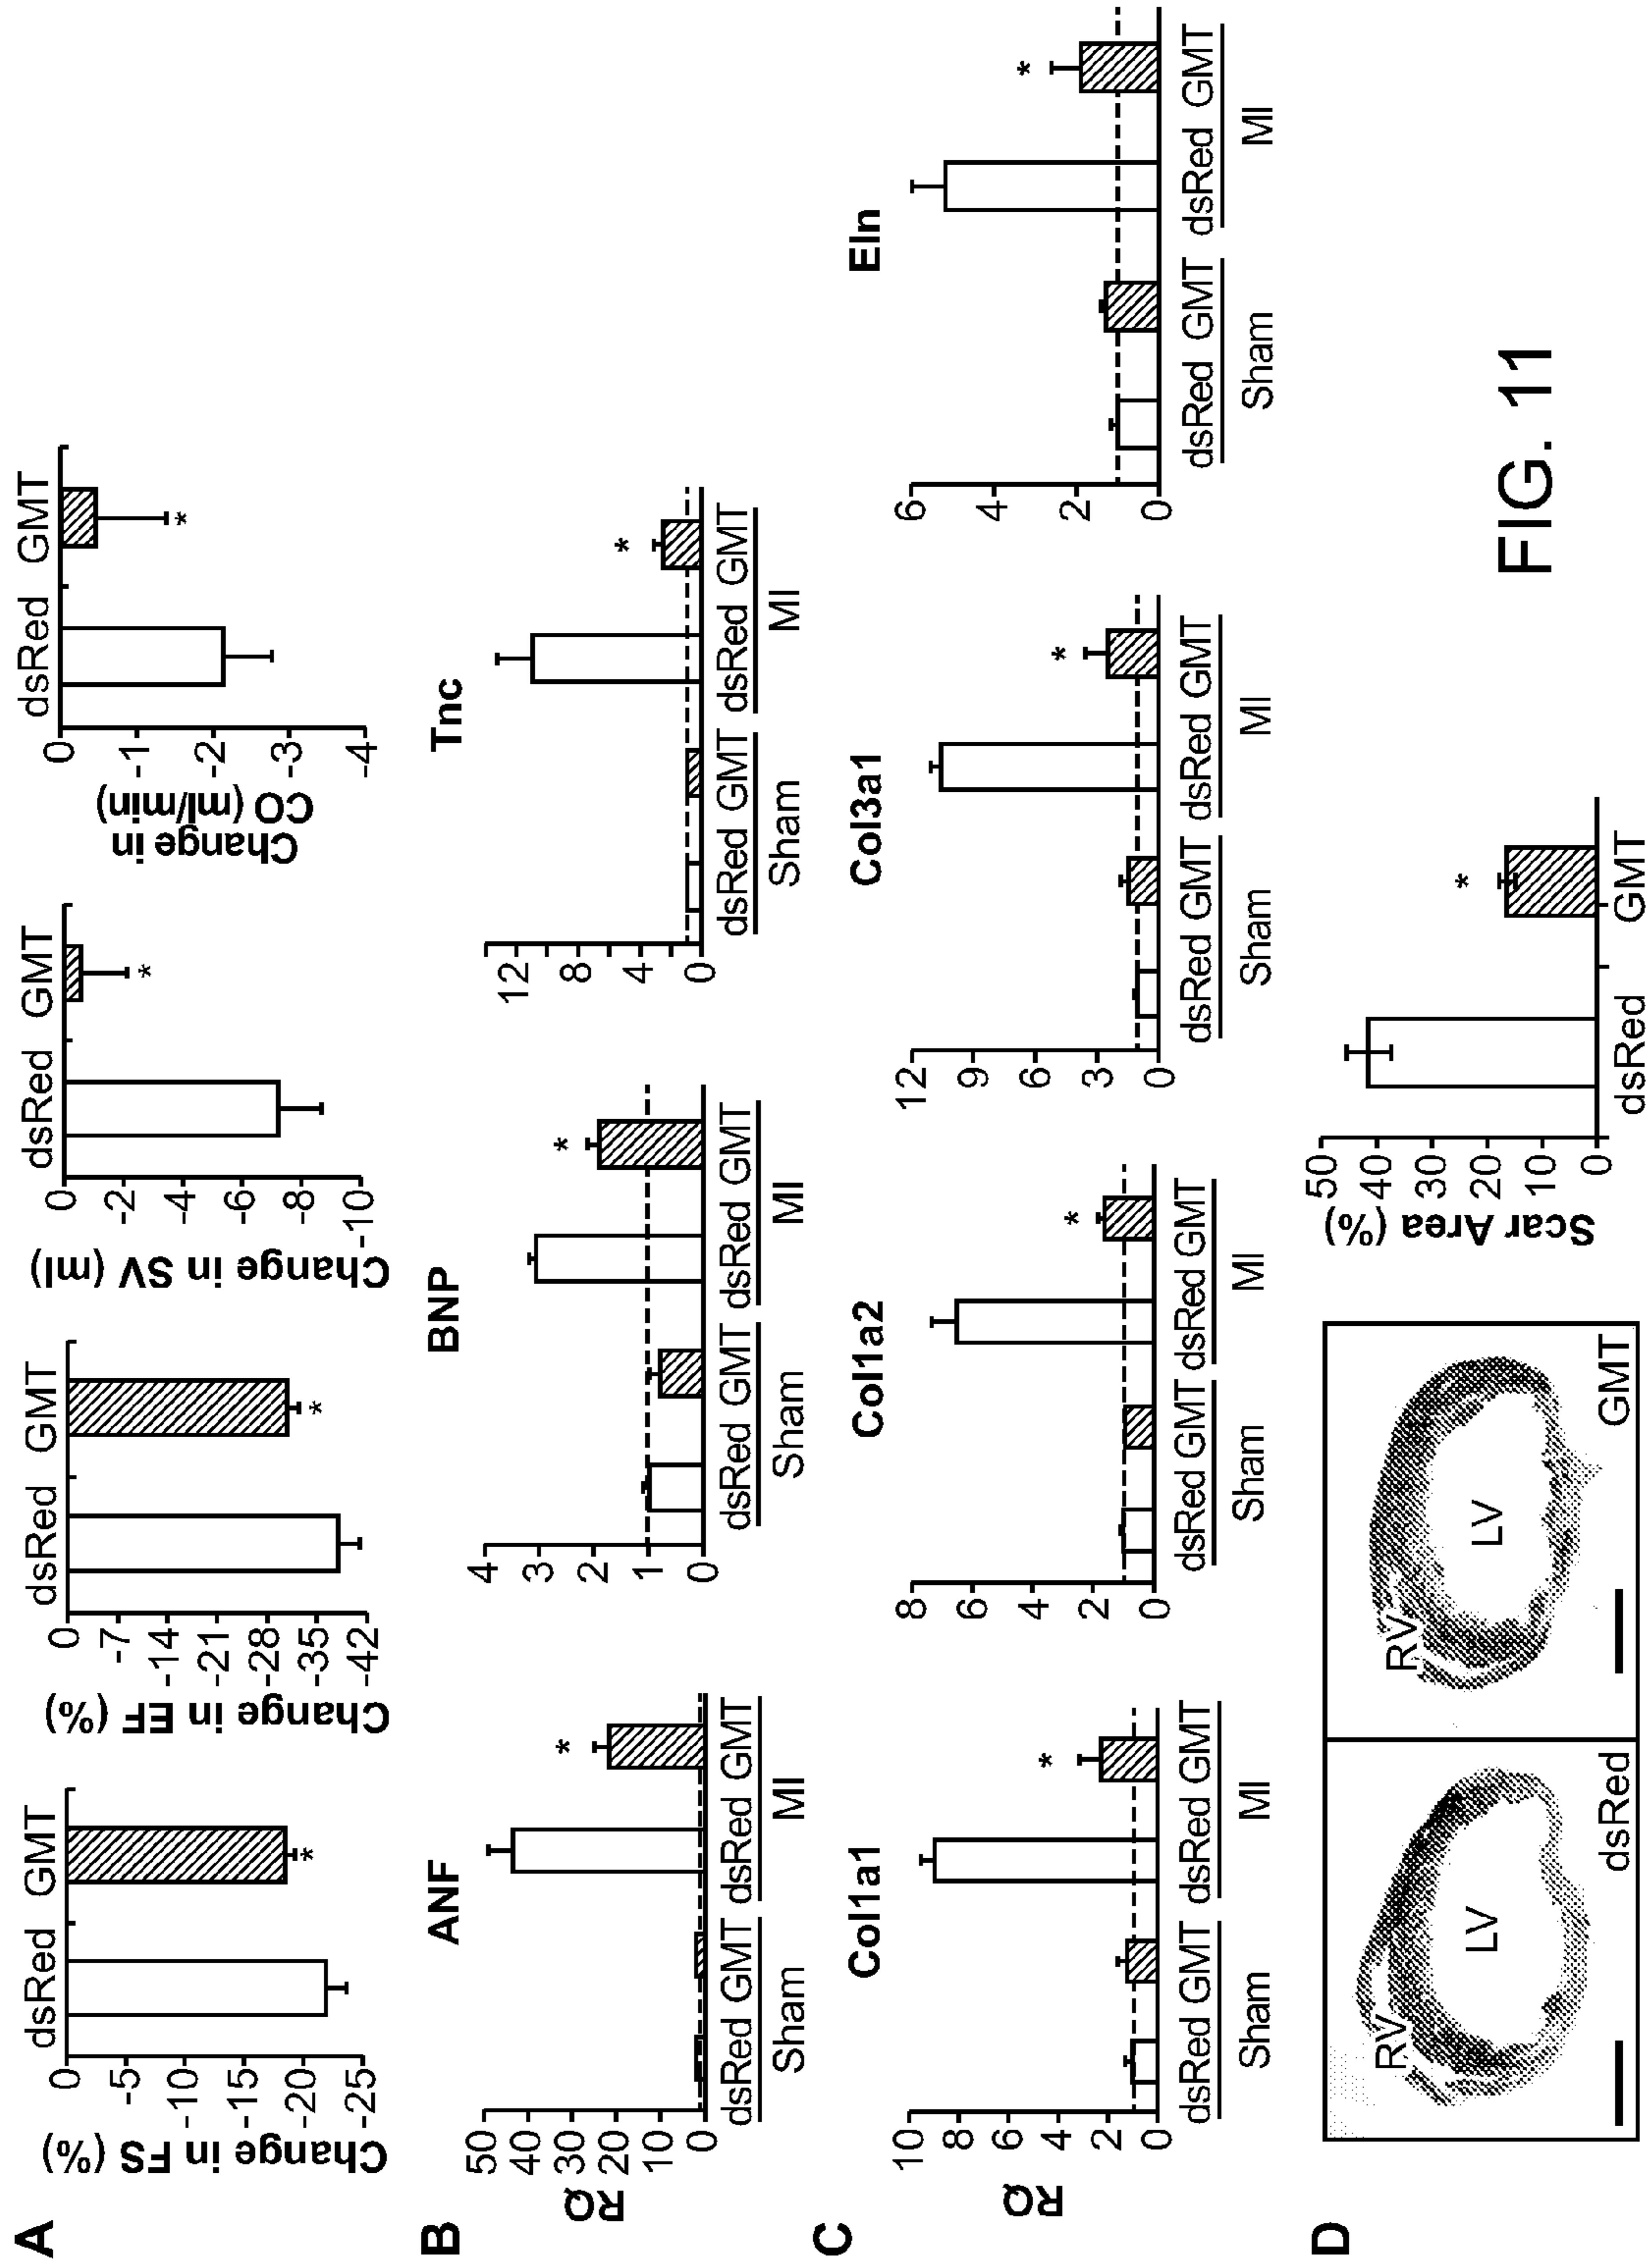 A
Change in FS (%)
0
-5
-10
-15
-20
-25
dsRed GMT
*
Change in EF (%)
0
-7
-14
-21
-28
-35
-42
dsRed GMT
*
Change in SV (ml)
0
-2
-4
-6
-8
-10
dsRed GMT
*
Change in
CO (ml/min)
0
-1
-2
-3
-4
dsRed GMT
*
B
ANF
RQ
50
40
30
20
10
0
*
dsRed GMT dsRed GMT
Sham MI
BNP
4
3
2
1
0
*
dsRed GMT dsRed GMT
Sham MI
Tnc
12
8
4
0
*
dsRed GMT dsRed GMT
Sham MI
C
Col1a1
RQ
10
8
6
4
2
0
*
dsRed GMT dsRed GMT
Sham MI
Col1a2
8
6
4
2
0
*
dsRed GMT dsRed GMT
Sham MI
Col3a1
12
9
6
3
0
*
dsRed GMT dsRed GMT
Sham MI
Eln
6
4
2
0
*
dsRed GMT dsRed GMT
Sham MI
D
RV
LV
dsRed
RV
LV
GMT
Scar Area (%)
50
40
30
20
10
0
*
dsRed GMT
FIG. 11